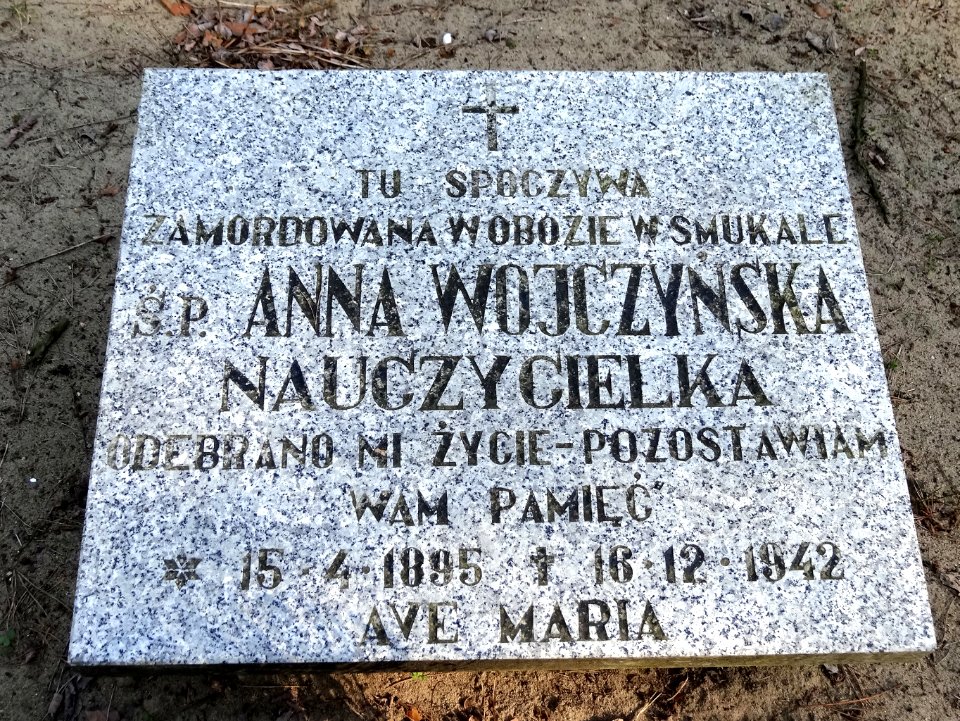 TU SPOCZYWA
ZAMORDOWANA W OBOZIE W SMUKALE
Ś.P. ANNA WOJCZYŃSKA
NAUCZYCIELKA
ODEBRANO MI ŻYCIE - POZOSTAWIAM
WAM PAMIĘĆ"
* 15 · 4 · 1895 † 16 · 12 · 1942
AVE MARIA